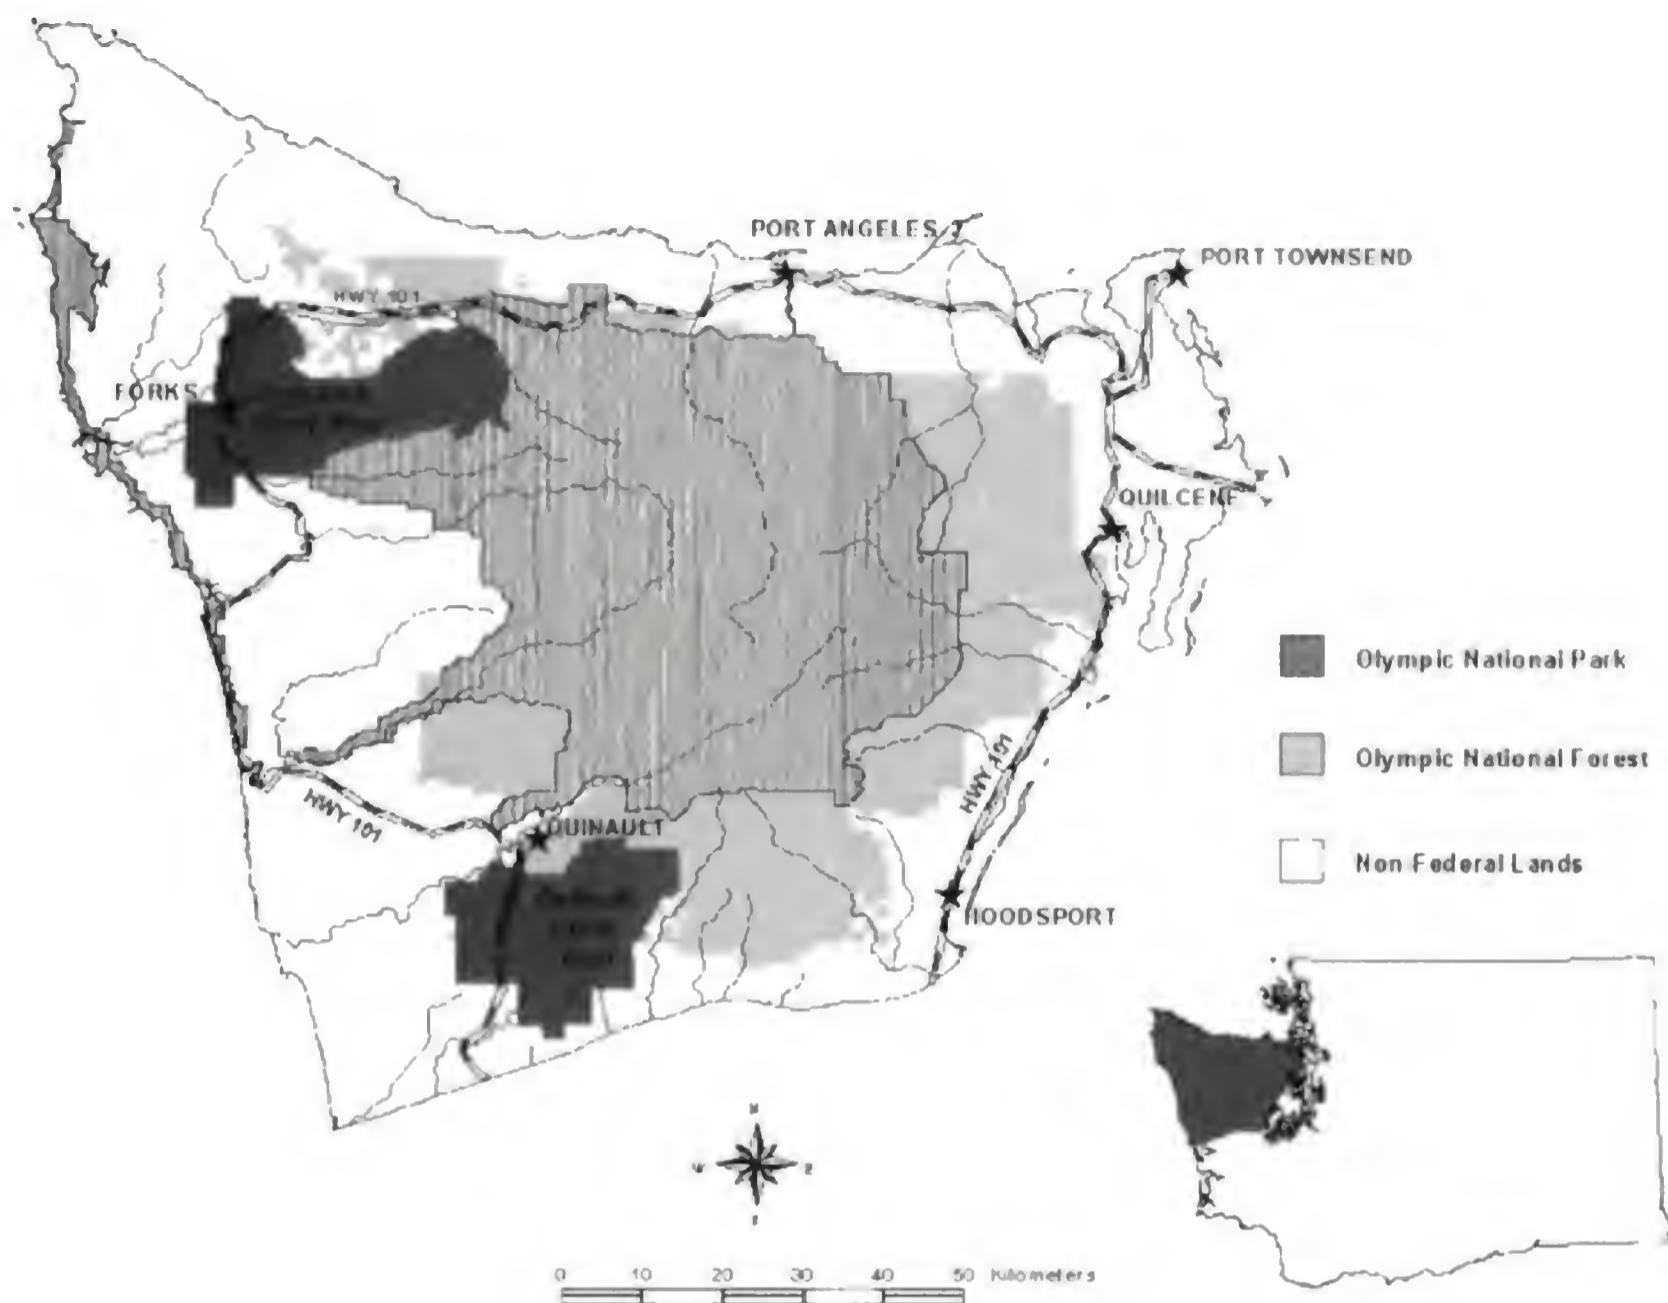 PORT ANGELES
PORT TOWNSEND
HWY 101
FORKS
QUILCENE
Olympic National Park
Olympic National Forest
HWY 101
HWY 101
QUINAULT
Non Federal Lands
HOODSPORT
N
W
E
S
0 10 20 30 40 50 Kilometers